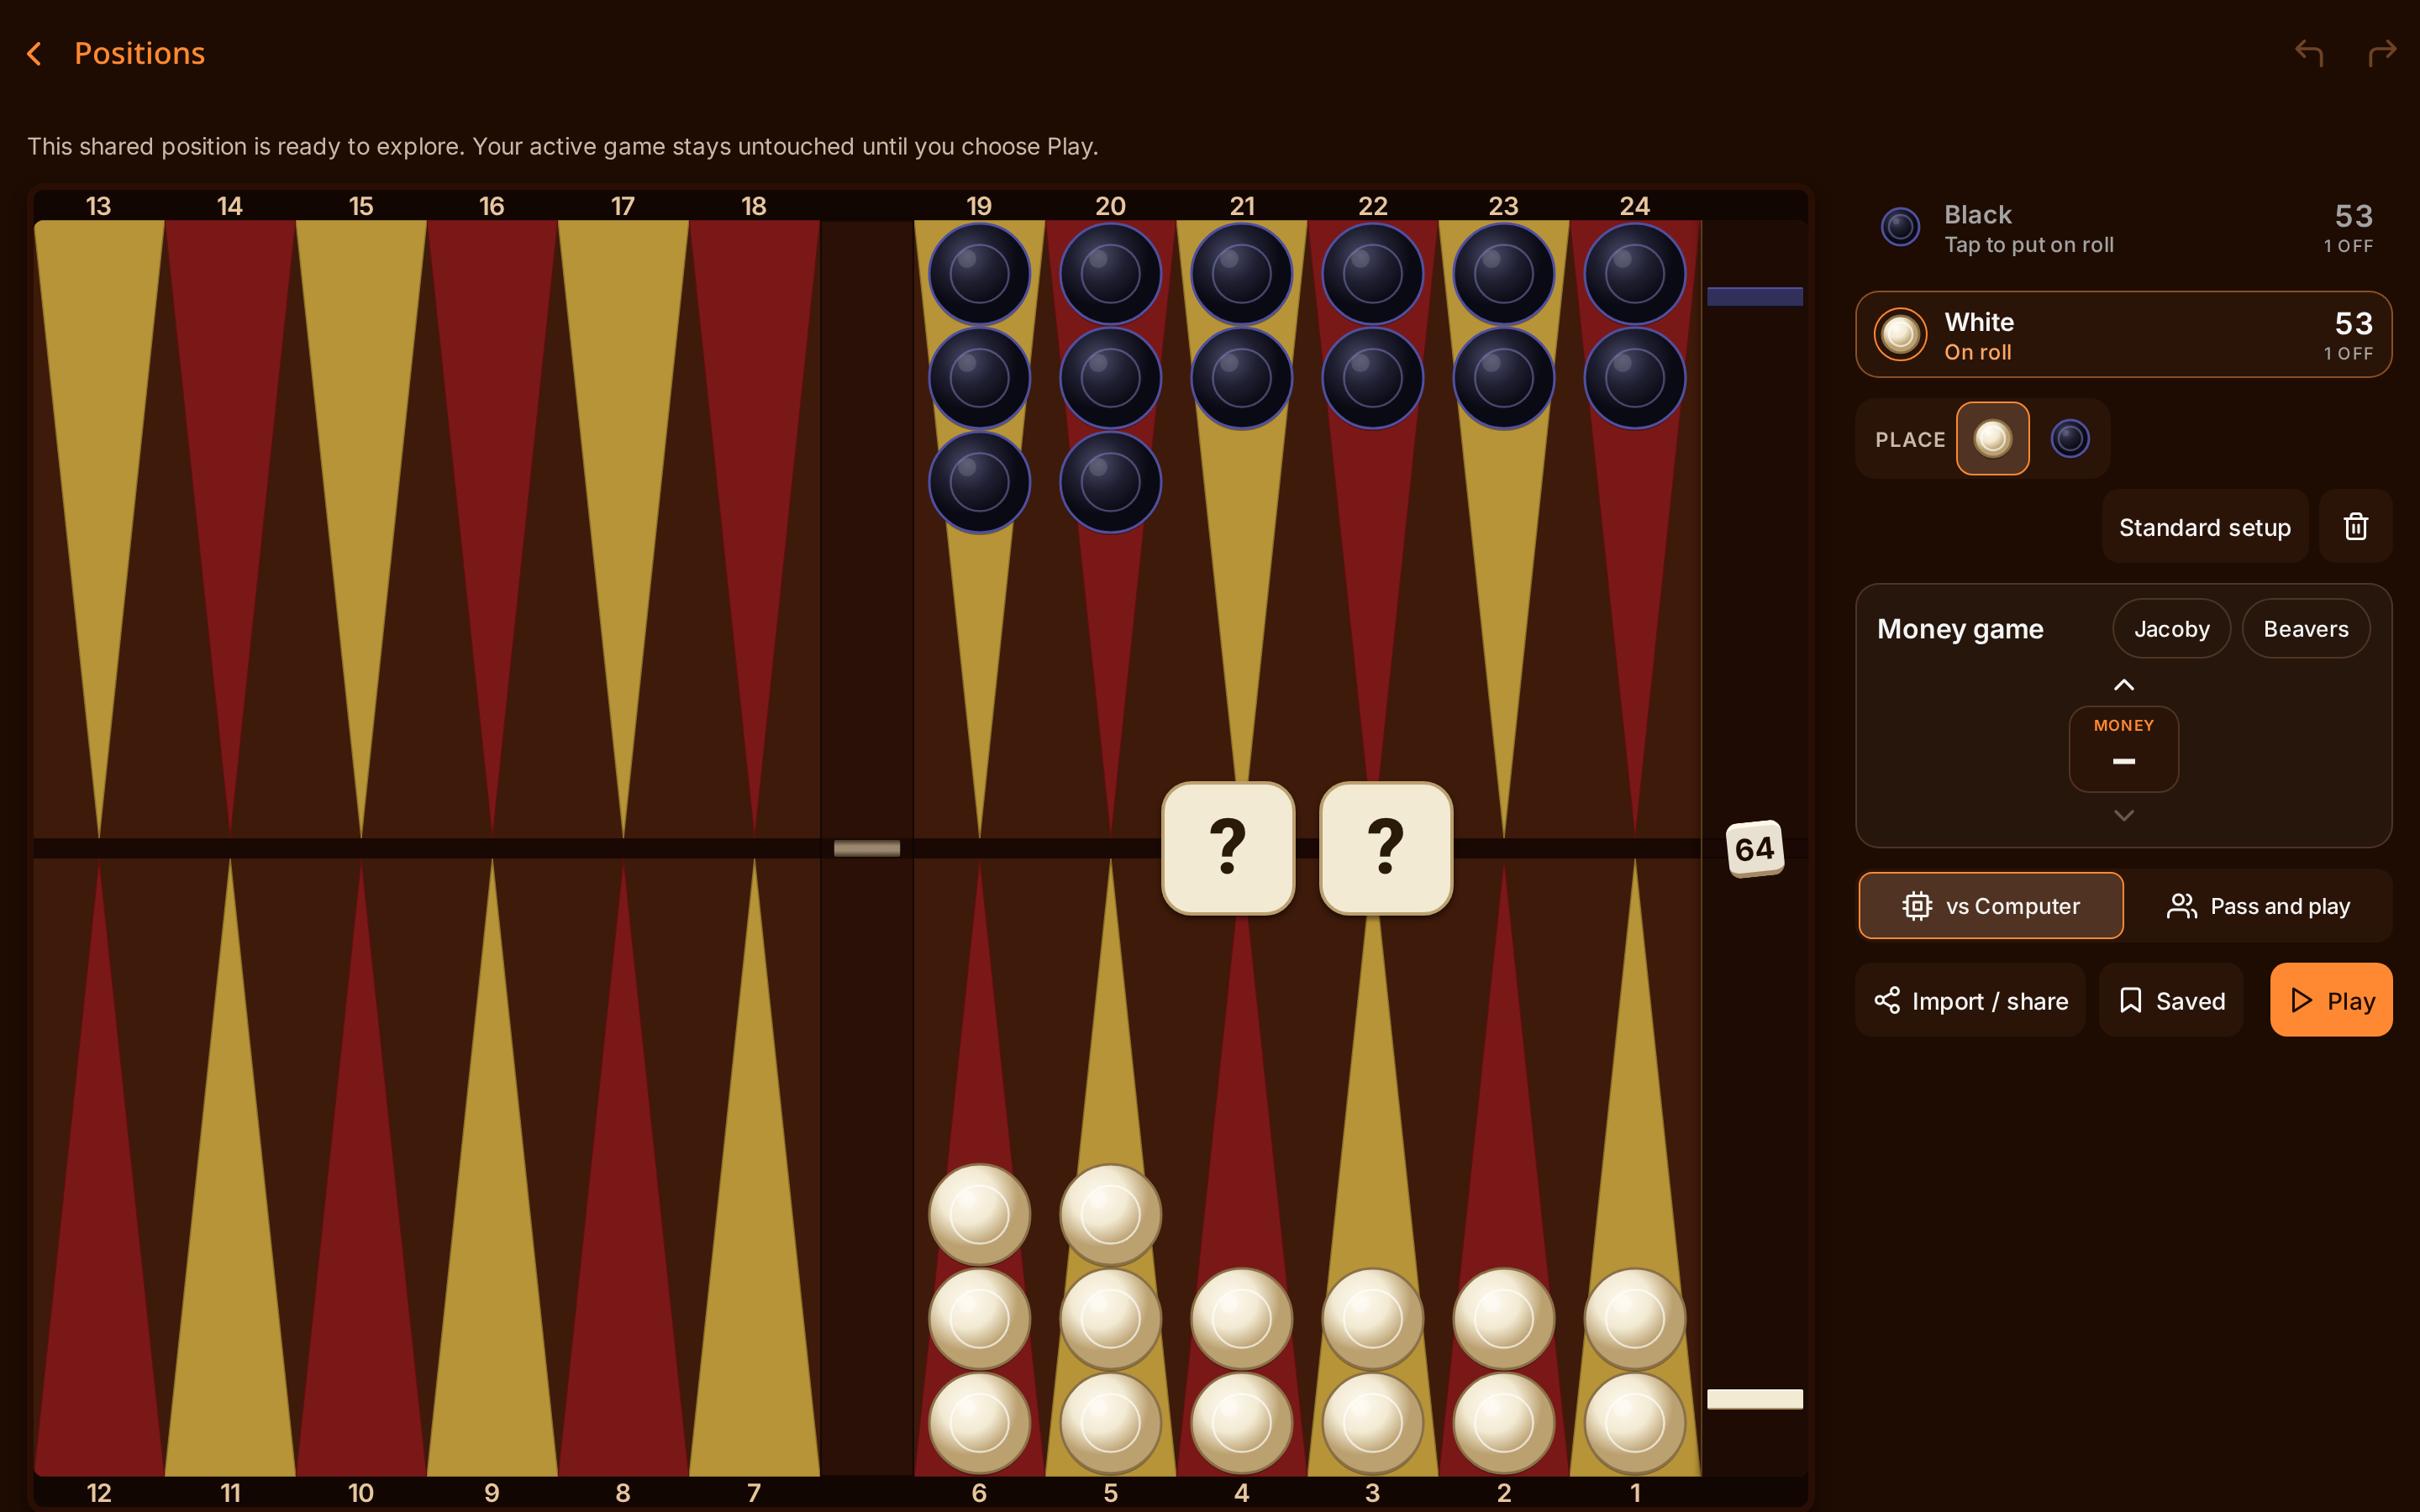 Positions
This shared position is ready to explore. Your active game stays untouched until you choose Play.
13 14 15 16 17 18 19 20 21 22 23 24
? ?
64
12 11 10 9 8 7 6 5 4 3 2 1
Black
Tap to put on roll
53
1 OFF
White
On roll
53
1 OFF
PLACE
Standard setup
Money game
Jacoby
Beavers
MONEY
–
vs Computer
Pass and play
Import / share
Saved
Play